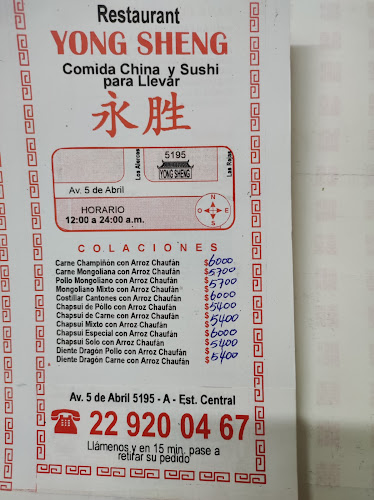 Restaurant
YONG SHENG
Comida China y Sushi
para Llevar
永胜
Los Alerces
5195
YONG SHENG
Las Rejas
Av. 5 de Abril
HORARIO
12:00 a 24:00 a.m.
N
O E
S
COLACIONES
Carne Champiñón con Arroz Chaufán $6000
Carne Mongoliana con Arroz Chaufán $5700
Pollo Mongoliano con Arroz Chaufán $5700
Mongoliano Mixto con Arroz Chaufán $
Costillar Cantones con Arroz Chaufán $6000
Chapsui de Pollo con Arroz Chaufán $5400
Chapsui de Carne con Arroz Chaufán $
Chapsui Mixto con Arroz Chaufán $5400
Chapsui Especial con Arroz Chaufán $6000
Chapsui Solo con Arroz Chaufán $5400
Diente Dragón Pollo con Arroz Chaufán $
Diente Dragón Carne con Arroz Chaufán $5400
Av. 5 de Abril 5195 - A - Est. Central
☎ 22 920 04 67
Llámenos y en 15 min. pase a
retirar su pedido